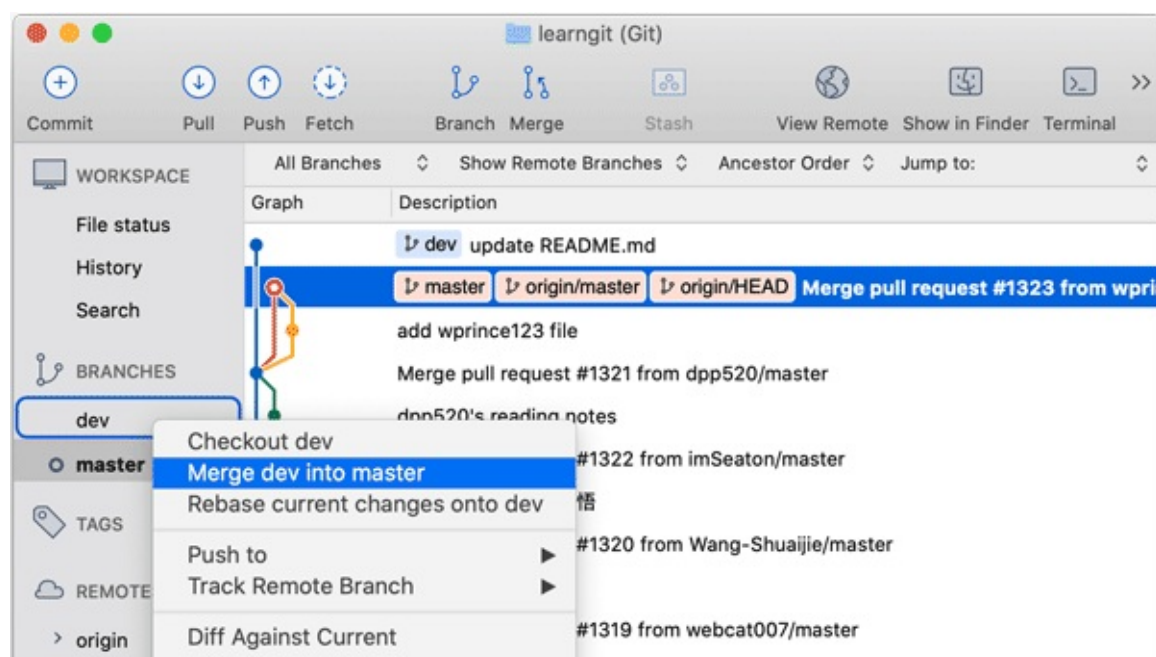 learngit (Git)
Commit Pull Push Fetch Branch Merge Stash View Remote Show in Finder Terminal
All Branches Show Remote Branches Ancestor Order Jump to:
WORKSPACE
File status
History
Search
BRANCHES
dev
master
TAGS
REMOTE
origin
Graph Description
dev update README.md
master origin/master origin/HEAD Merge pull request #1323 from wpri
add wprince123 file
Merge pull request #1321 from dpp520/master
dpp520's reading notes
#1322 from imSeaton/master
悟
#1320 from Wang-Shuaijie/master
#1319 from webcat007/master
Checkout dev
Merge dev into master
Rebase current changes onto dev
Push to
Track Remote Branch
Diff Against Current